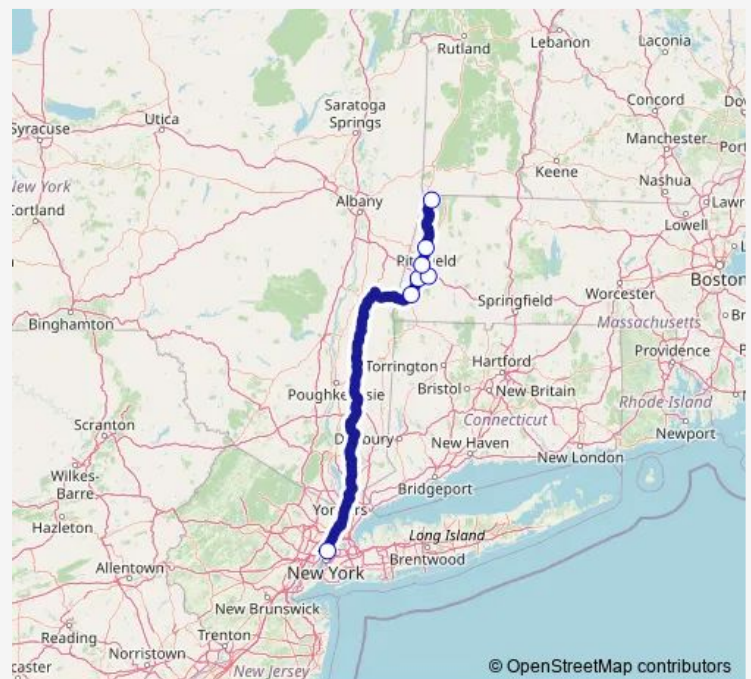 Rutland
Lebanon
Laconia
Saratoga
Springs
Concord
Utica
Syracuse
Manchester
Keene
Nashua
New York
Albany
Lowell
Cortland
Boston
Springfield
Worcester
Binghamton
Massachusetts
Torrington
Hartford
Providence
Bristol
New Britain
Rhode Island
Scranton
Connecticut
Newport
New Haven
New London
Wilkes-
Barre
Bridgeport
Hazleton
Long Island
Brentwood
New York
Allentown
New Brunswick
Reading
Trenton
Norristown
New Jersey
© OpenStreetMap contributors